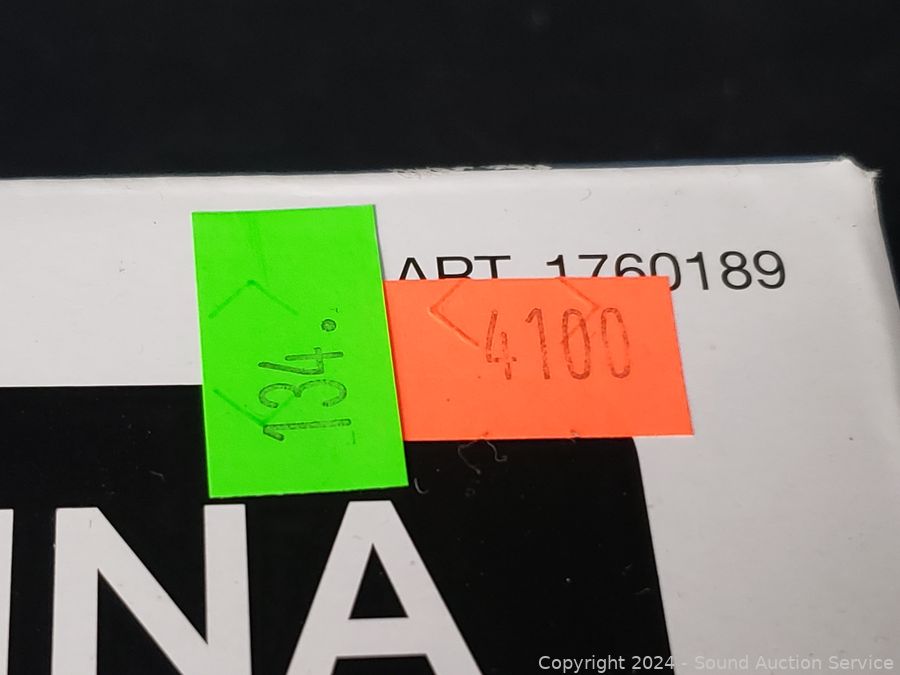 ART. 1760189
4100
134.
INA
Copyright 2024 - Sound Auction Service